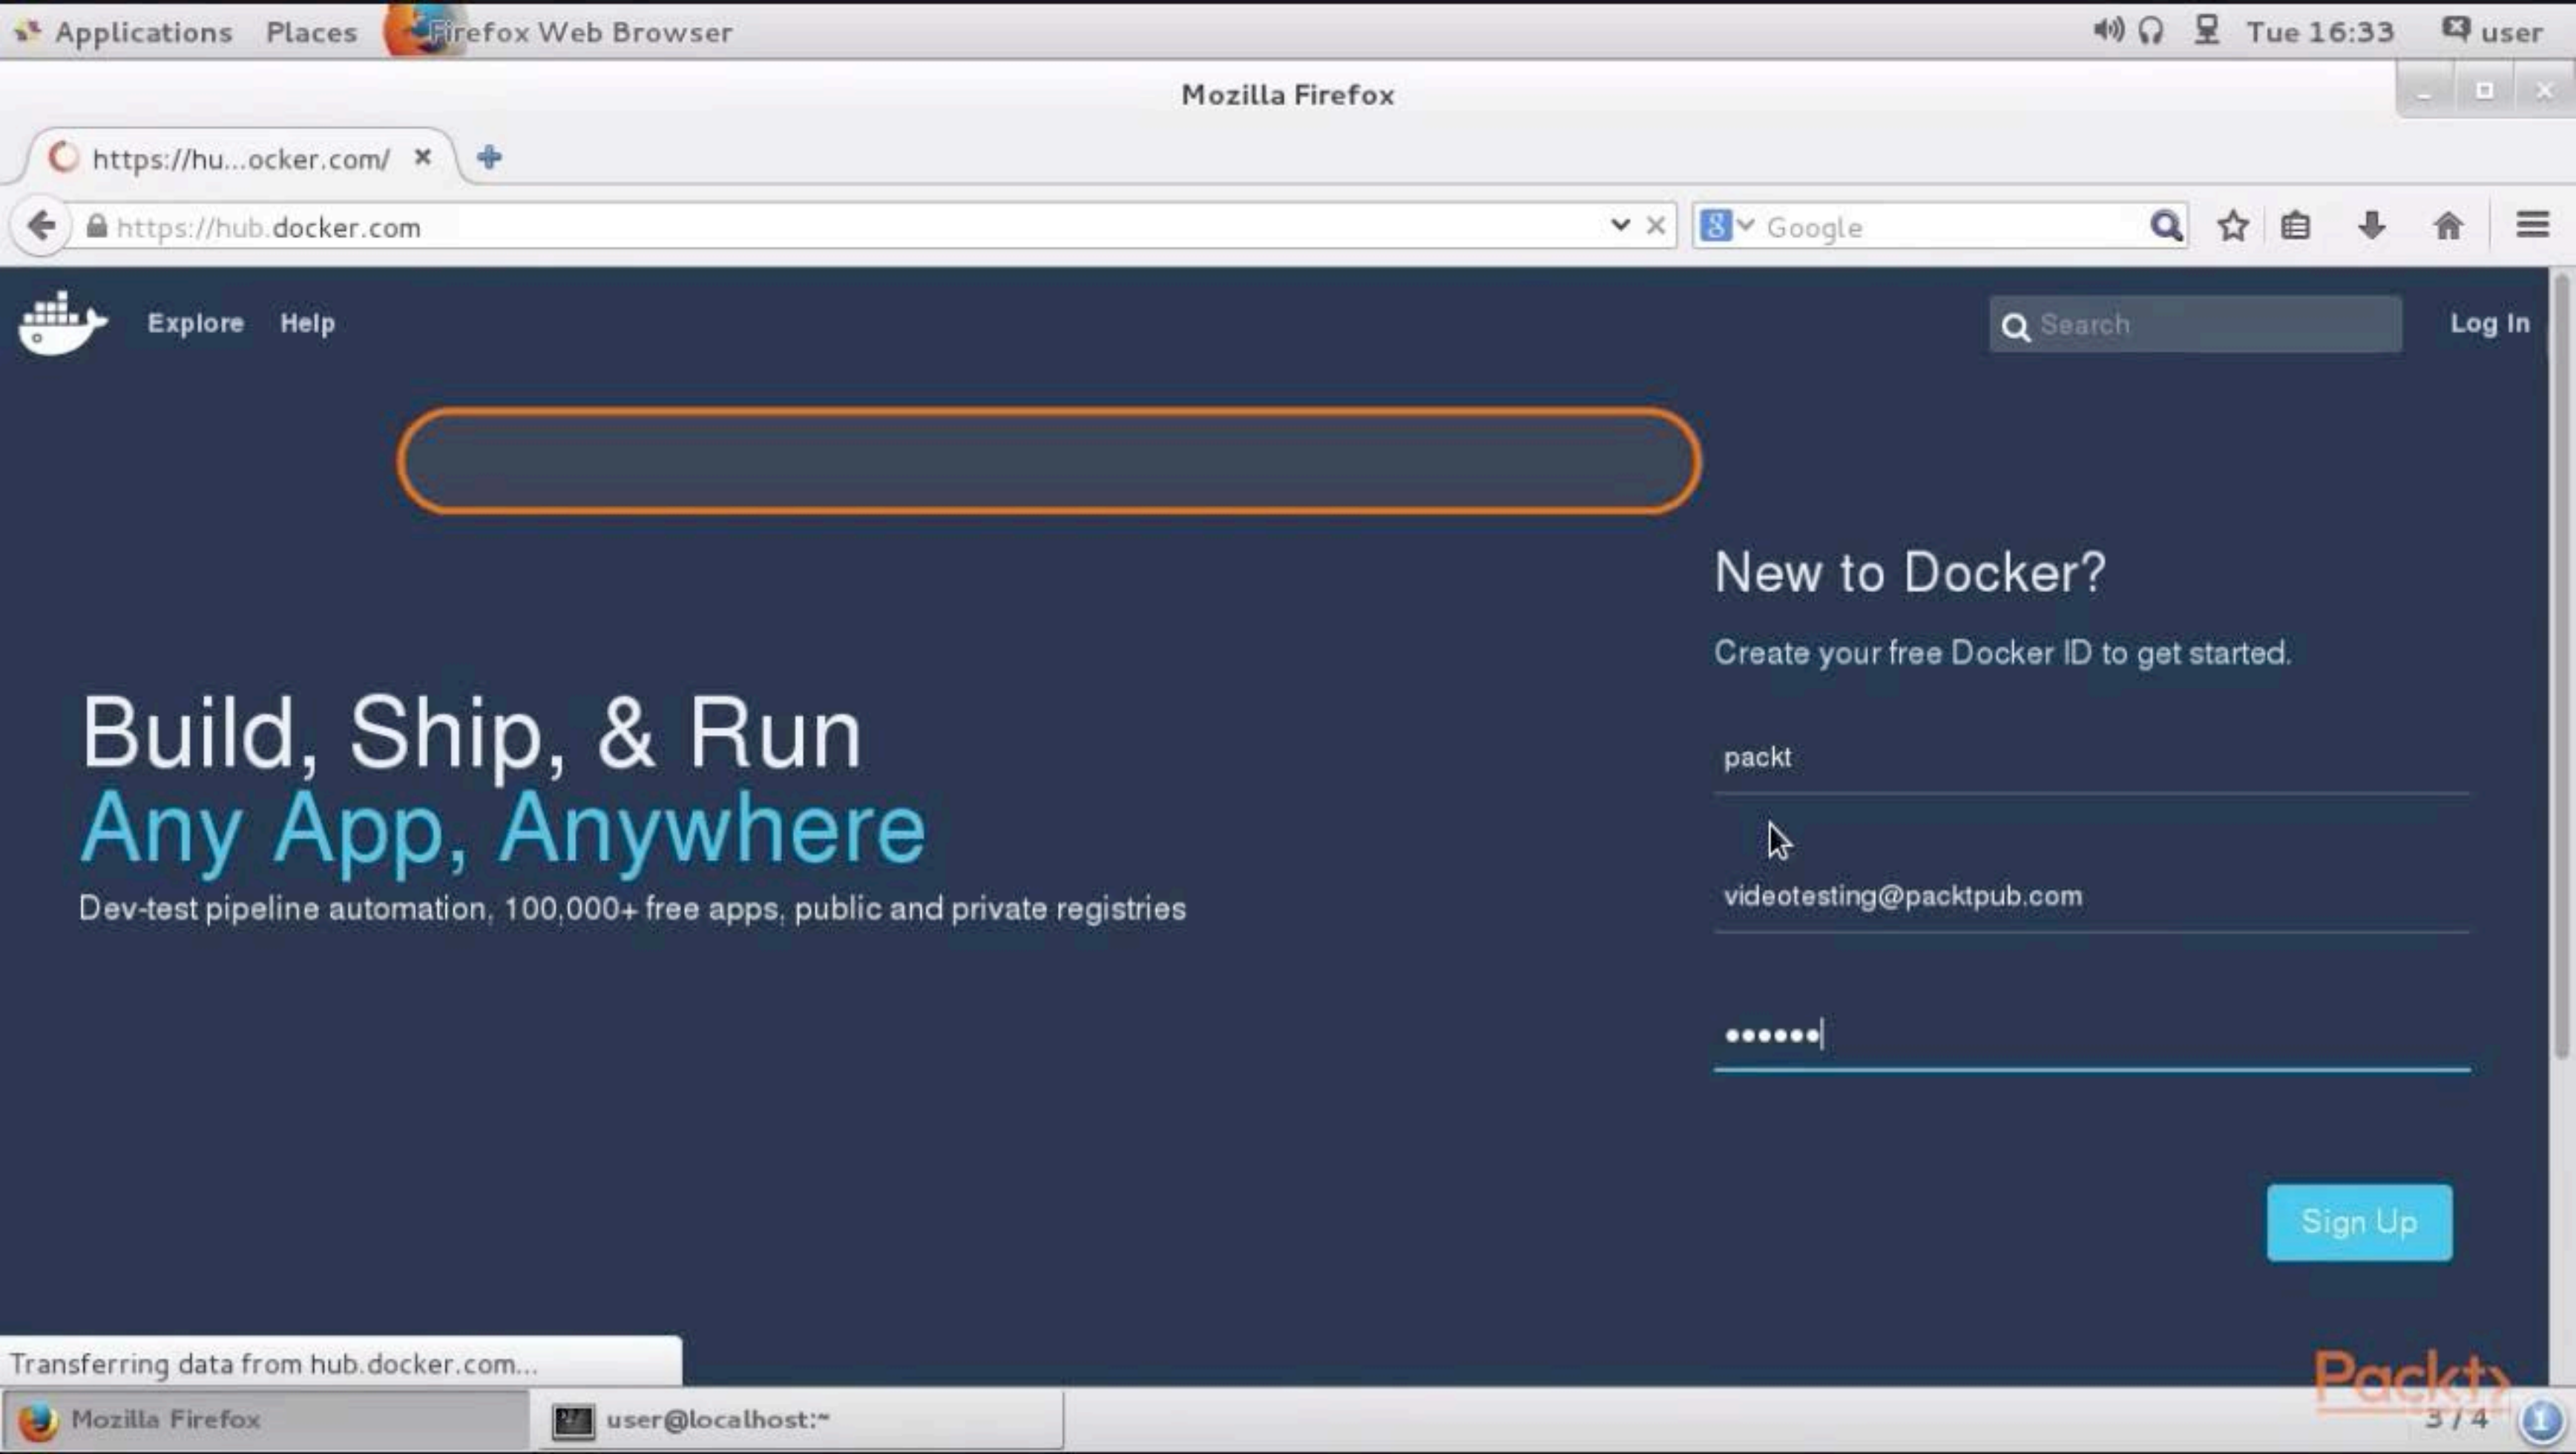 Applications Places Firefox Web Browser Tue 16:33 user
Mozilla Firefox
https://hu...ocker.com/
https://hub.docker.com
Google
Explore Help Search Log In
New to Docker?
Create your free Docker ID to get started.
packt
Build, Ship, & Run
Any App, Anywhere
videotesting@packtpub.com
Dev-test pipeline automation, 100,000+ free apps, public and private registries
••••••
Sign Up
Transferring data from hub.docker.com...
Packt>
Mozilla Firefox user@localhost:~ 3 / 4 1